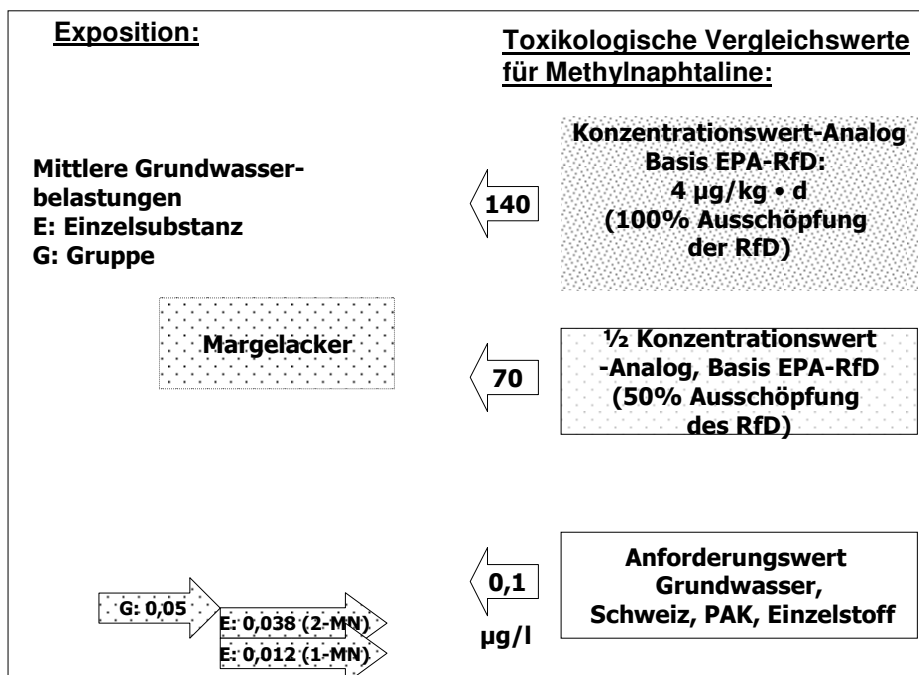 Exposition:
Toxikologische Vergleichswerte
für Methylnaphtaline:
Mittlere Grundwasser-
belastungen
E: Einzelsubstanz
G: Gruppe
140
Konzentrationswert-Analog
Basis EPA-RfD:
4 µg/kg • d
(100% Ausschöpfung
der RfD)
Margelacker
70
½ Konzentrationswert
-Analog, Basis EPA-RfD
(50% Ausschöpfung
des RfD)
0,1
µg/l
Anforderungswert
Grundwasser,
Schweiz, PAK, Einzelstoff
G: 0,05
E: 0,038 (2-MN)
E: 0,012 (1-MN)